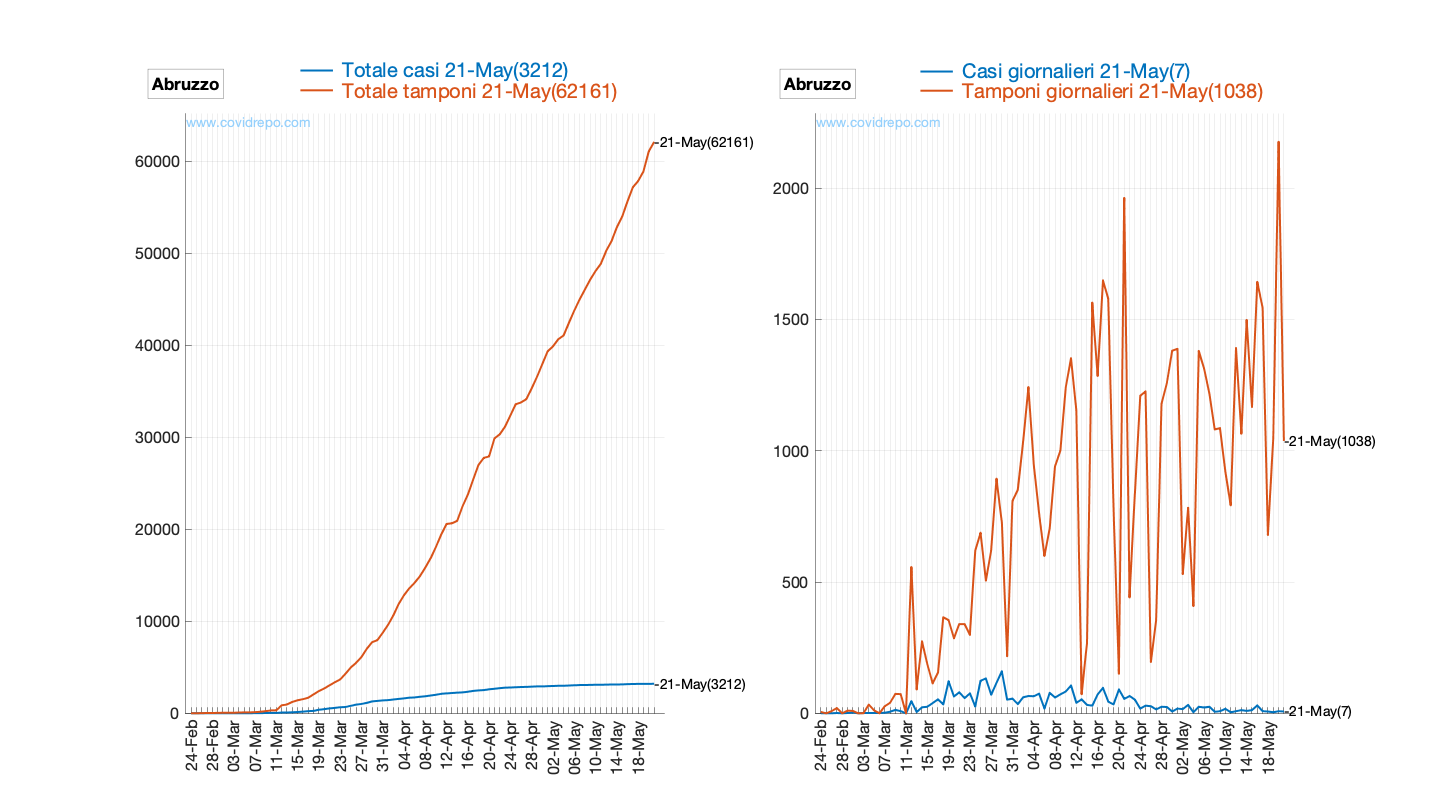 Abruzzo
Totale casi 21-May(3212)
Totale tamponi 21-May(62161)
www.covidrepo.com
21-May(62161)
60000
50000
40000
30000
20000
10000
0
21-May(3212)
24-Feb
28-Feb
03-Mar
07-Mar
11-Mar
15-Mar
19-Mar
23-Mar
27-Mar
31-Mar
04-Apr
08-Apr
12-Apr
16-Apr
20-Apr
24-Apr
28-Apr
02-May
06-May
10-May
14-May
18-May
Abruzzo
Casi giornalieri 21-May(7)
Tamponi giornalieri 21-May(1038)
www.covidrepo.com
2000
1500
1000
500
0
21-May(1038)
21-May(7)
24-Feb
28-Feb
03-Mar
07-Mar
11-Mar
15-Mar
19-Mar
23-Mar
27-Mar
31-Mar
04-Apr
08-Apr
12-Apr
16-Apr
20-Apr
24-Apr
28-Apr
02-May
06-May
10-May
14-May
18-May